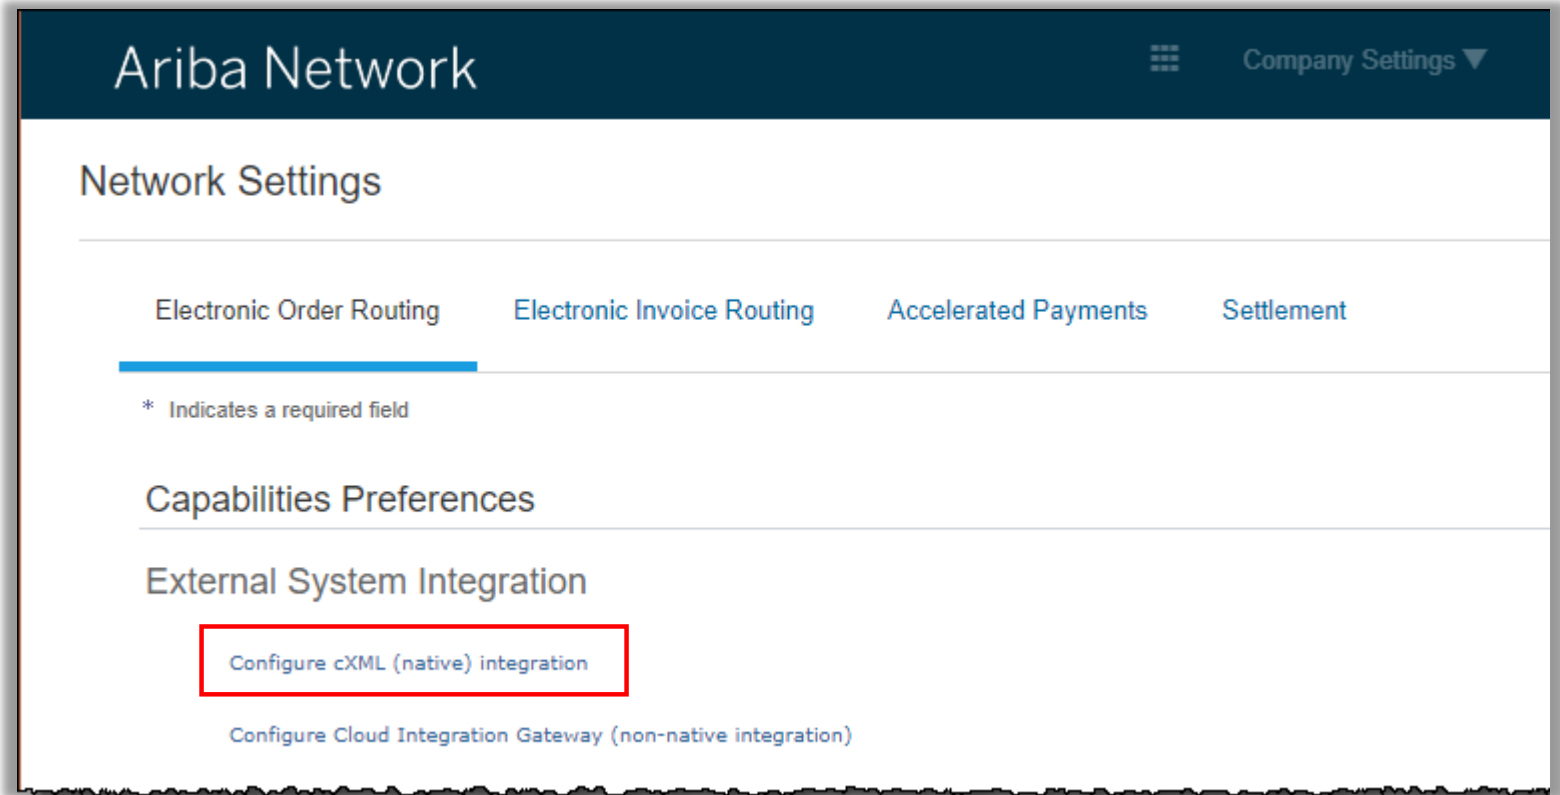 Ariba Network
Company Settings ▼
Network Settings
Electronic Order Routing
Electronic Invoice Routing
Accelerated Payments
Settlement
* Indicates a required field
Capabilities Preferences
External System Integration
Configure cXML (native) integration
Configure Cloud Integration Gateway (non-native integration)